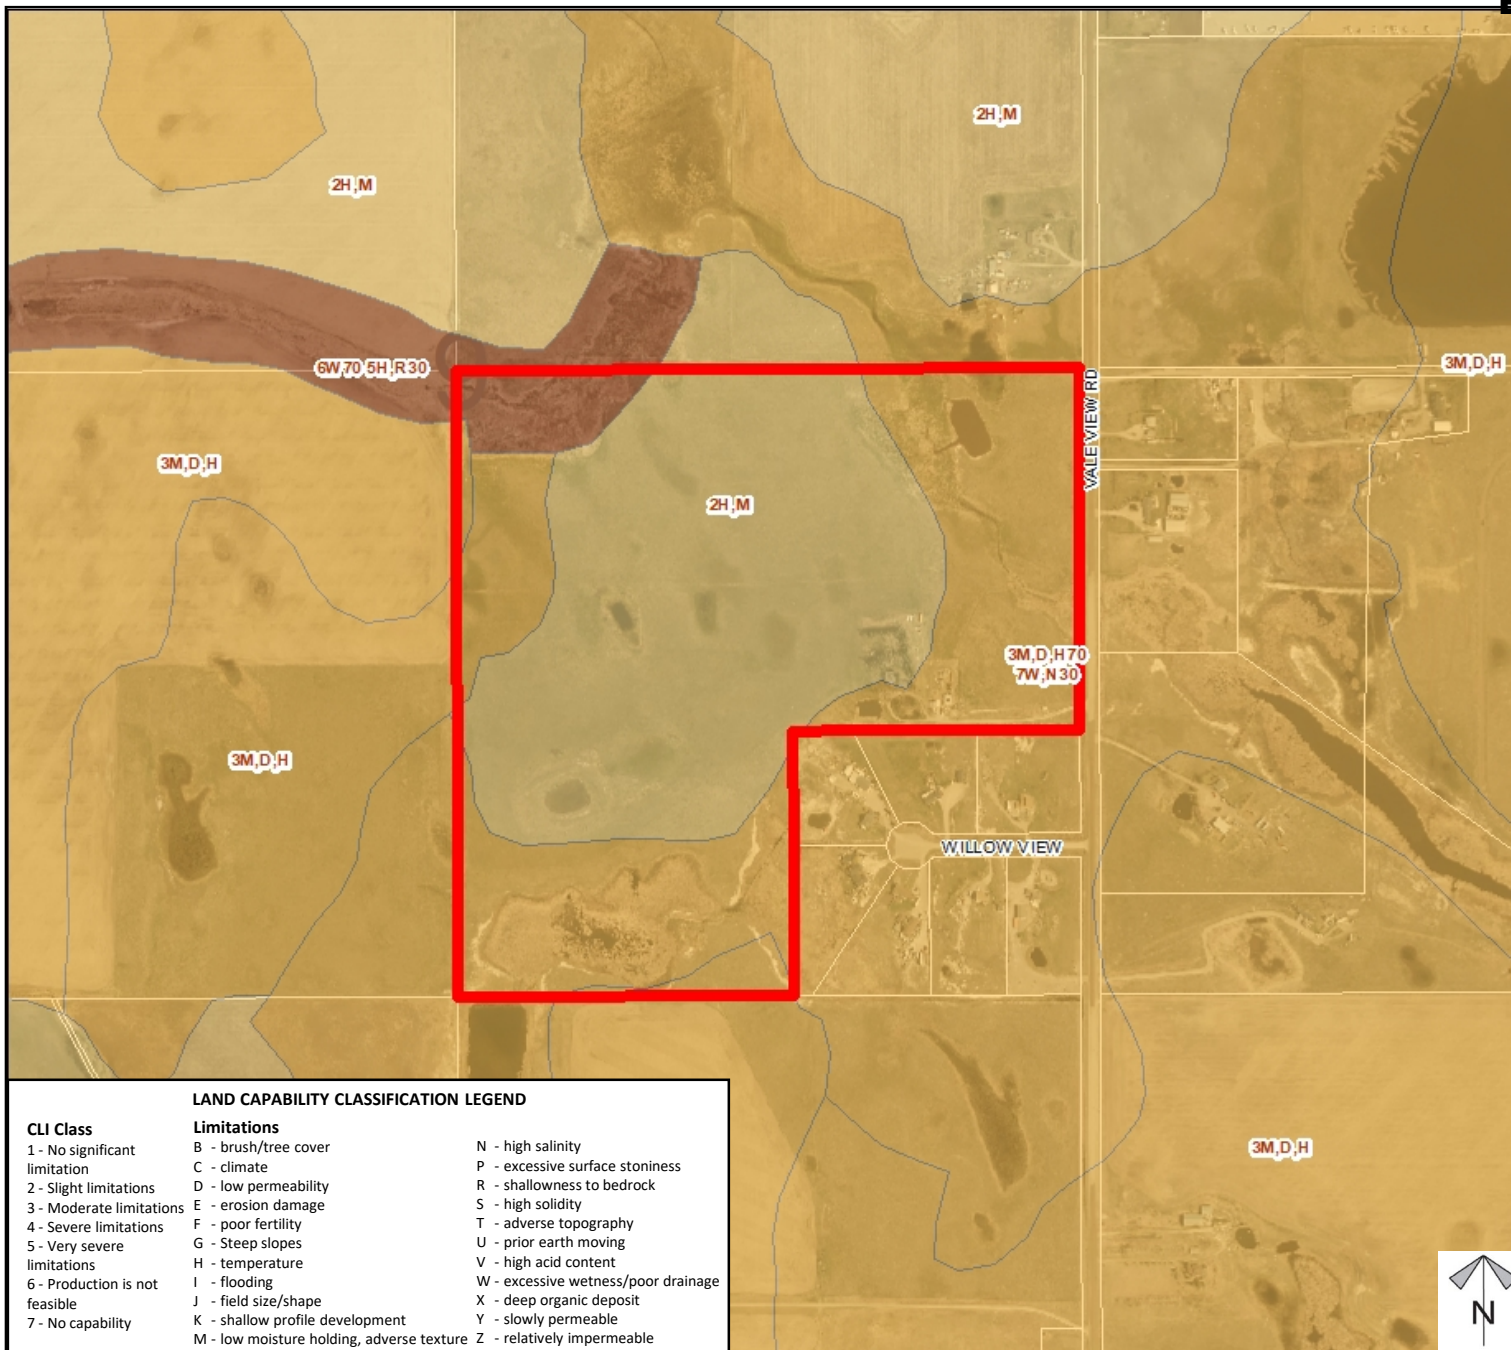 2H,M
2H,M
6W 70 5H,R 30
3M,D,H
VALE VIEW RD
3M,D,H
2H,M
3M,D,H 70
7W,N 30
3M,D,H
WILLOW VIEW
3M,D,H
LAND CAPABILITY CLASSIFICATION LEGEND
CLI Class
1 - No significant
limitation
2 - Slight limitations
3 - Moderate limitations
4 - Severe limitations
5 - Very severe
limitations
6 - Production is not
feasible
7 - No capability
Limitations
B - brush/tree cover
C - climate
D - low permeability
E - erosion damage
F - poor fertility
G - Steep slopes
H - temperature
I - flooding
J - field size/shape
K - shallow profile development
M - low moisture holding, adverse texture
N - high salinity
P - excessive surface stoniness
R - shallowness to bedrock
S - high solidity
T - adverse topography
U - prior earth moving
V - high acid content
W - excessive wetness/poor drainage
X - deep organic deposit
Y - slowly permeable
Z - relatively impermeable
N